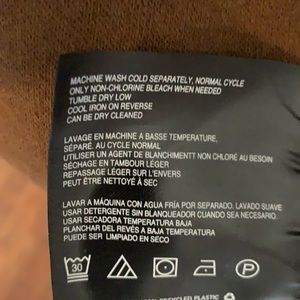 MACHINE WASH COLD SEPARATELY, NORMAL CYCLE
ONLY NON-CHLORINE BLEACH WHEN NEEDED
TUMBLE DRY LOW
COOL IRON ON REVERSE
CAN BE DRY CLEANED
LAVAGE EN MACHINE A BASSE TEMPERATURE,
SÉPARÉ, AU CYCLE NORMAL
UTILISER UN AGENT DE BLANCHIMENTT NON CHLORÉ AU BESOIN
SÉCHAGE EN TAMBOUR LÉGER
REPASSAGE LÉGER SUR L'ENVERS
PEUT ÊTRE NETTOYÉ A SEC
LAVAR A MÁQUINA CON AGUA FRÍA POR SEPARADO. LAVADO SUAVE
USAR DETERGENTE SIN BLANQUEADOR CUANDO SEA NECESARIO.
USAR SECADORA TEMPERATURA BAJA
PLANCHAR DEL REVÉS A BAJA TEMPERATURA
PUEDE SER LIMPIADO EN SECO
30
RECYCLABLE